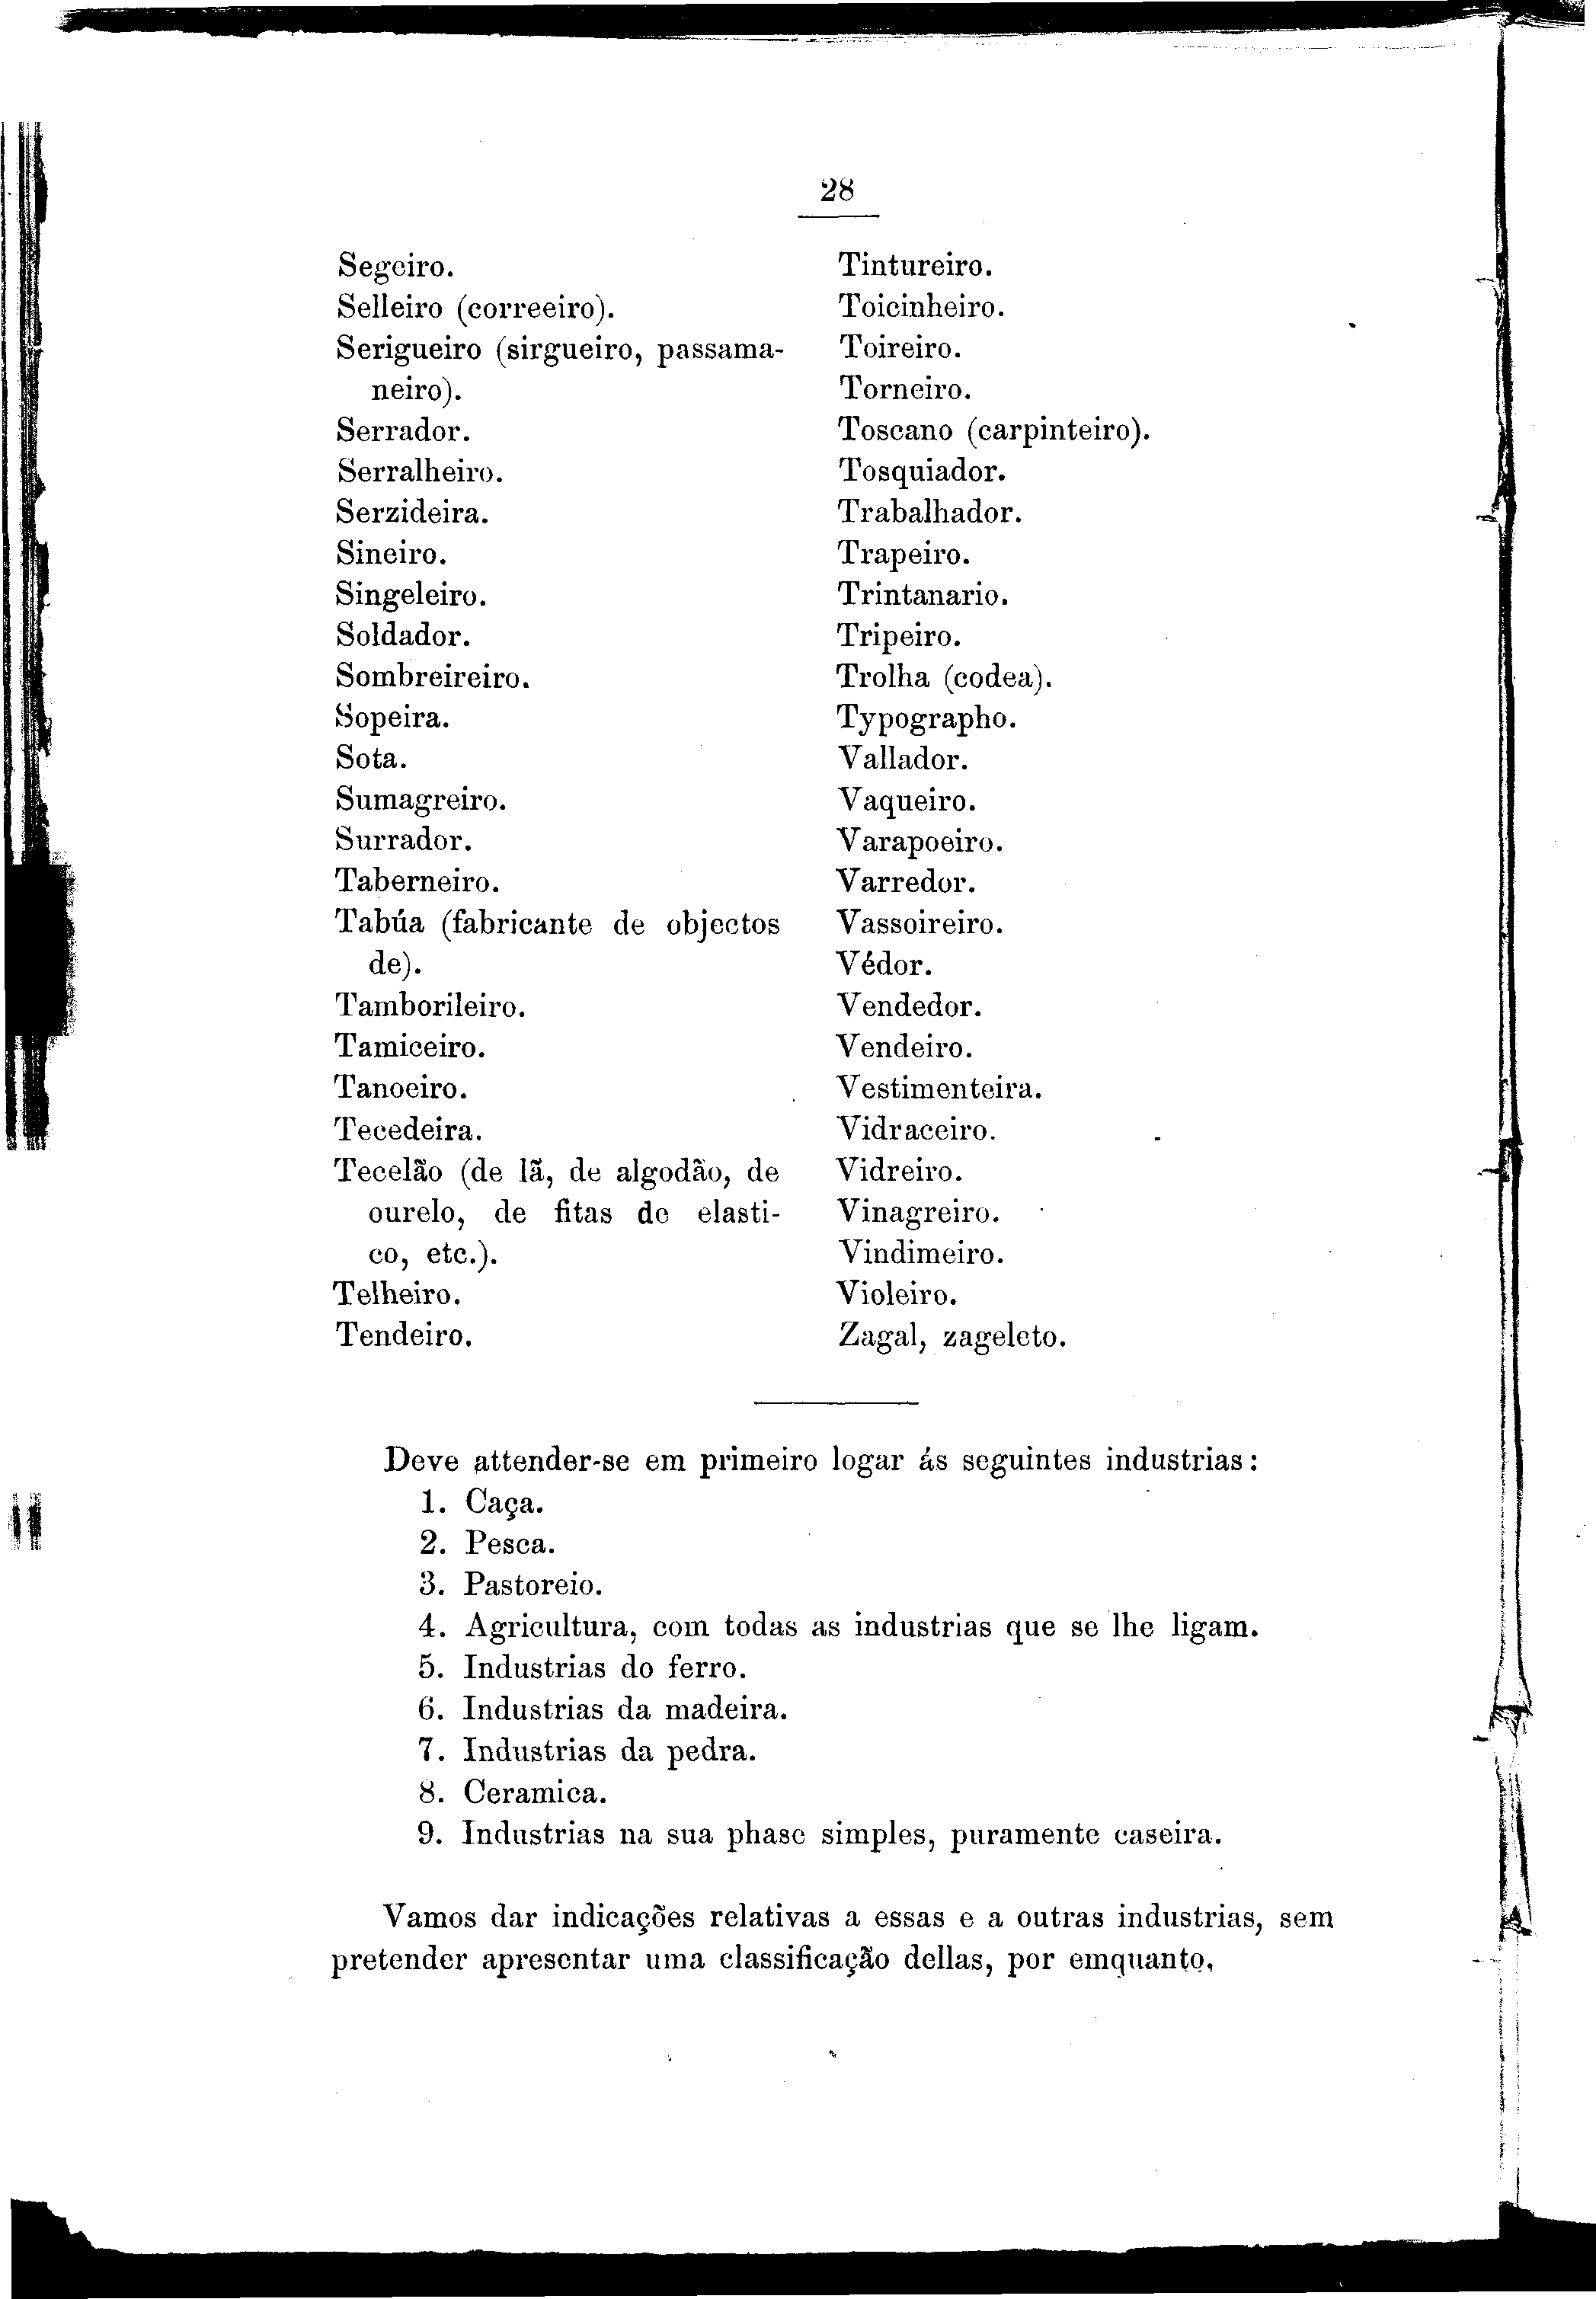 28
Segeiro.
Selleiro (correeiro).
Serigueiro (sirgueiro, passama-
neiro).
Serrador.
Serralheiro.
Serzideira.
Sineiro.
Singeleiro.
Soldador.
Sombreireiro.
Sopeira.
Sota.
Sumagreiro.
Surrador.
Taberneiro.
Tabúa (fabricante de objectos
de).
Tamborileiro.
Tamiceiro.
Tanoeiro.
Tecedeira.
Tecelão (de lã, de algodão, de
ourelo, de fitas de elasti-
co, etc.).
Telheiro.
Tendeiro.
Tintureiro.
Toicinheiro.
Toireiro.
Torneiro.
Toscano (carpinteiro).
Tosquiador.
Trabalhador.
Trapeiro.
Trintanario.
Tripeiro.
Trolha (codea).
Typographo.
Vallador.
Vaqueiro.
Varapoeiro.
Varredor.
Vassoireiro.
Védor.
Vendedor.
Vendeiro.
Vestimenteira.
Vidraceiro.
Vidreiro.
Vinagreiro.
Vindimeiro.
Violeiro.
Zagal, zageleto.
Deve attender-se em primeiro logar ás seguintes industrias:
1. Caça.
2. Pesca.
3. Pastoreio.
4. Agricultura, com todas as industrias que se lhe ligam.
5. Industrias do ferro.
6. Industrias da madeira.
7. Industrias da pedra.
8. Ceramica.
9. Industrias na sua phase simples, puramente caseira.
Vamos dar indicações relativas a essas e a outras industrias, sem
pretender apresentar uma classificação dellas, por emquanto.